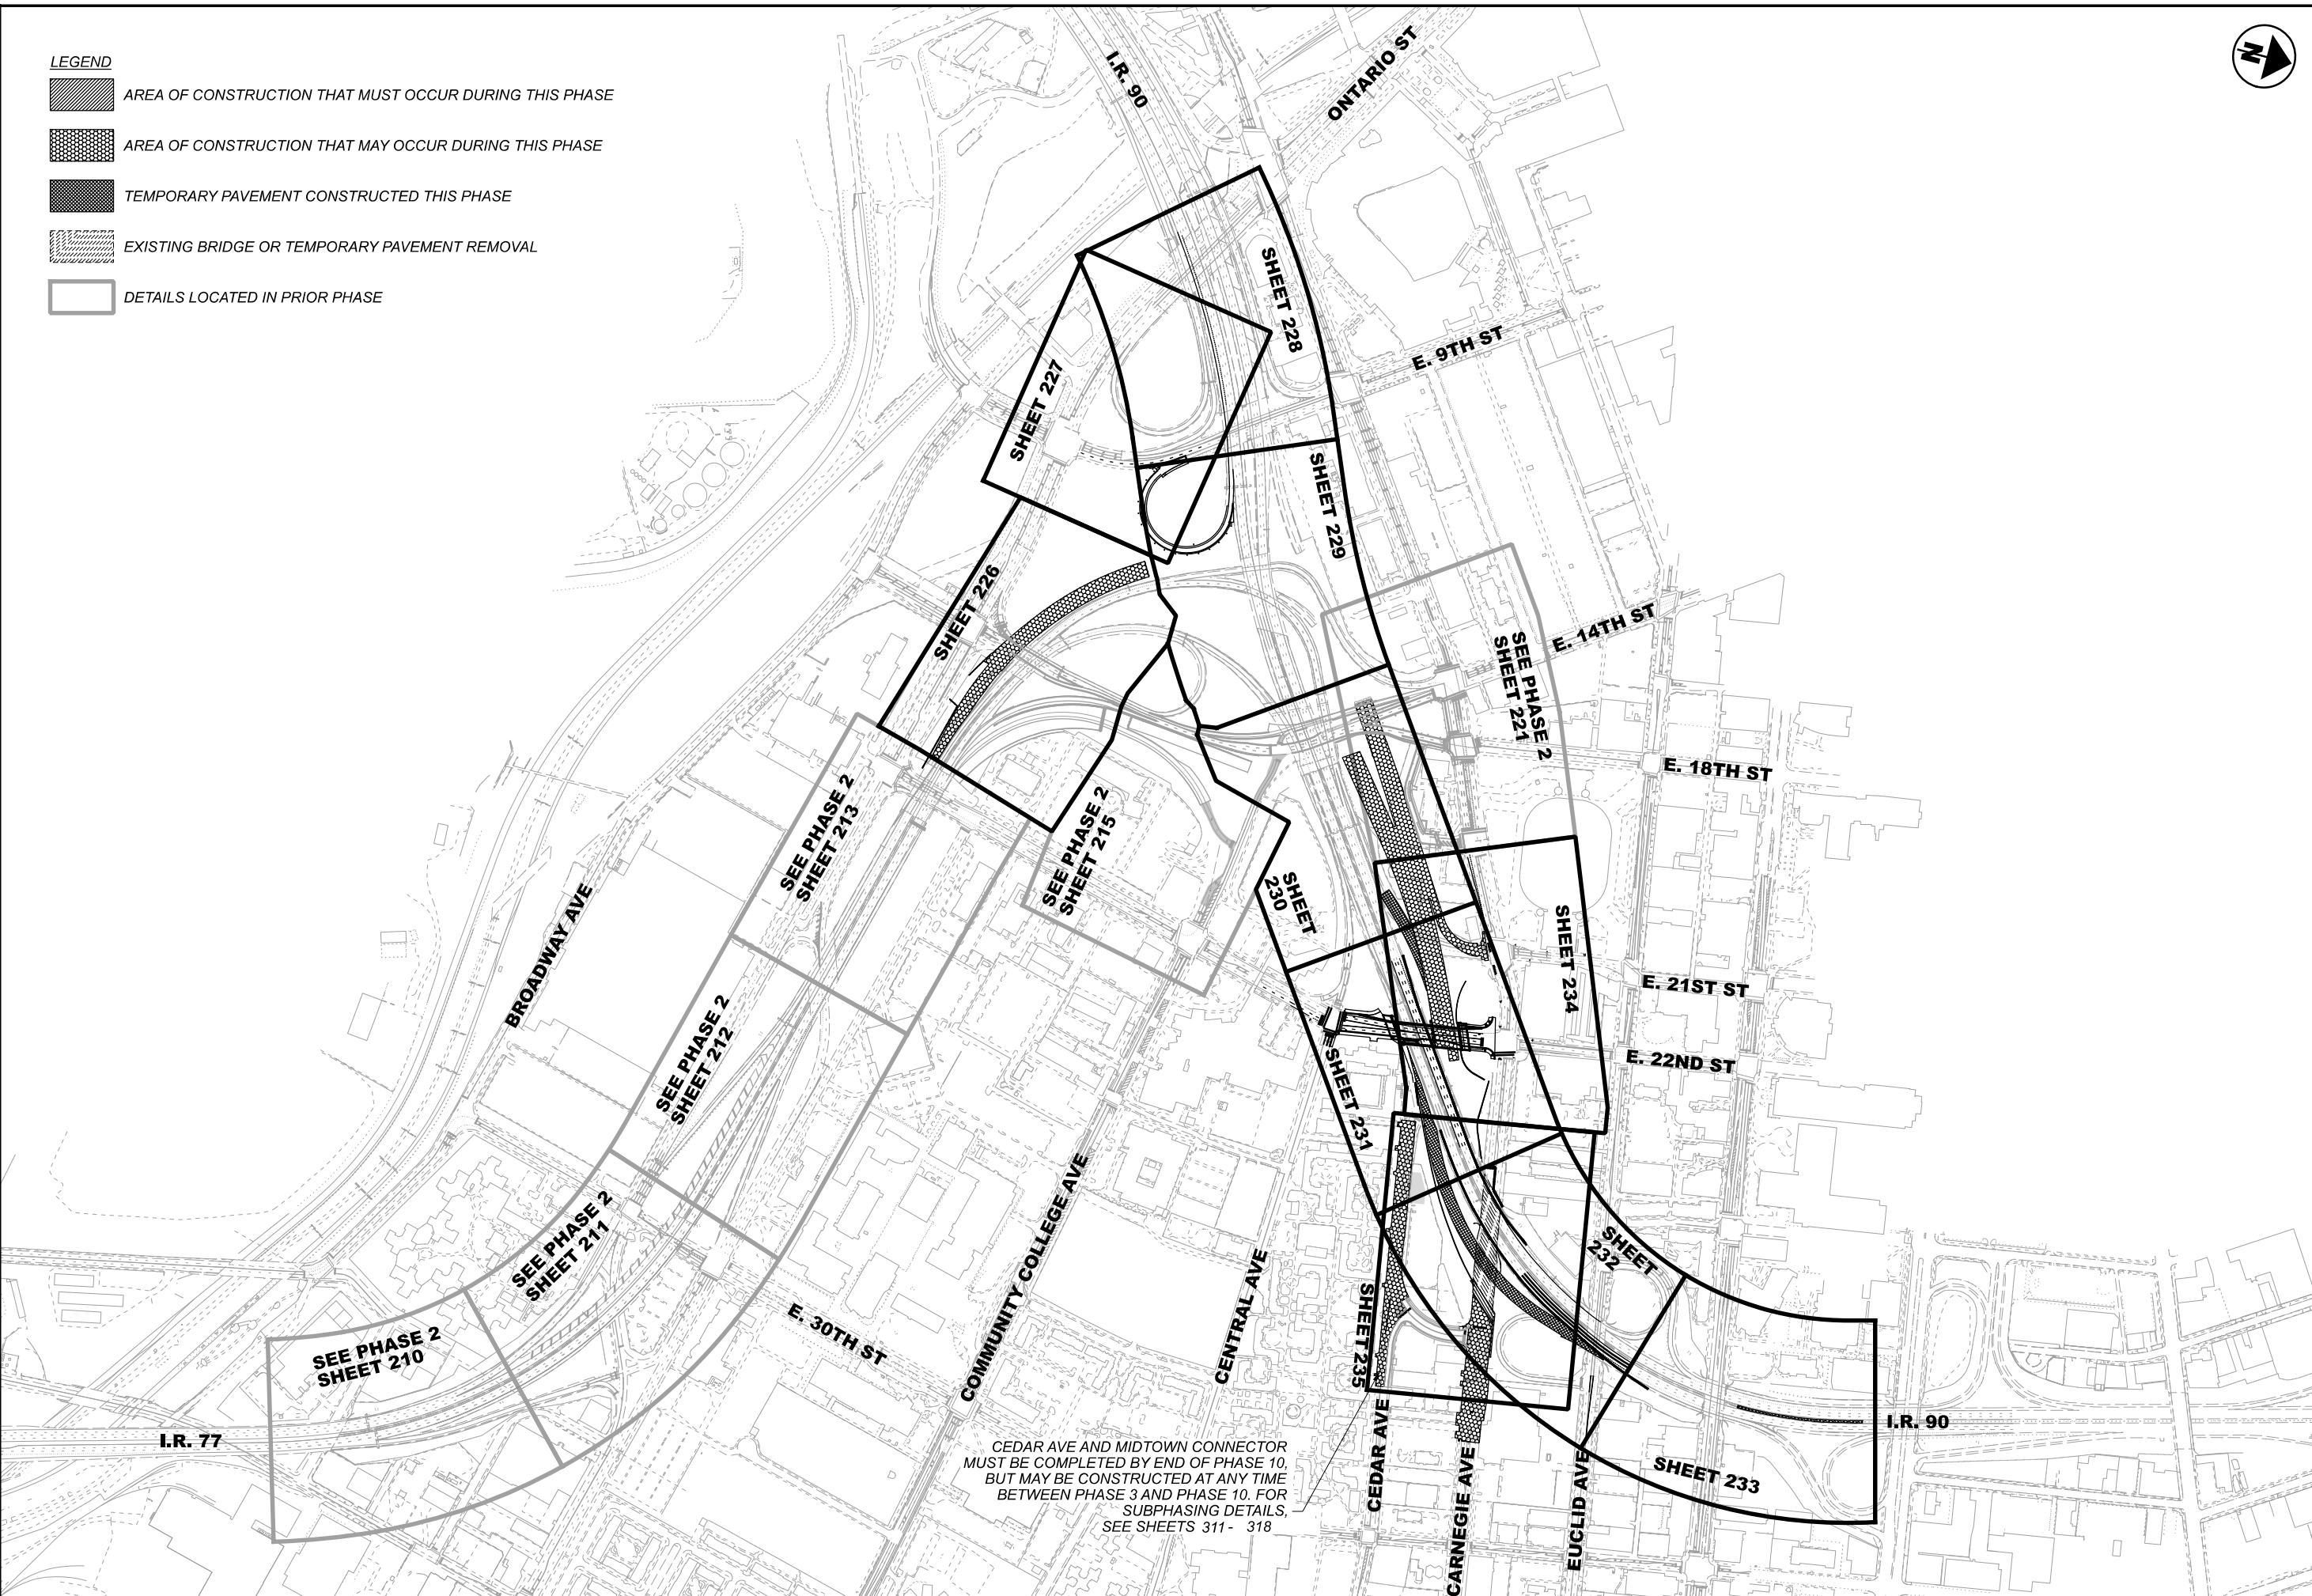 LEGEND
AREA OF CONSTRUCTION THAT MUST OCCUR DURING THIS PHASE
AREA OF CONSTRUCTION THAT MAY OCCUR DURING THIS PHASE
TEMPORARY PAVEMENT CONSTRUCTED THIS PHASE
EXISTING BRIDGE OR TEMPORARY PAVEMENT REMOVAL
DETAILS LOCATED IN PRIOR PHASE
N
I.R. 90
ONTARIO ST
SHEET 228
E. 9TH ST
SHEET 227
SHEET 229
SHEET 226
E. 14TH ST
SEE PHASE 2
SHEET 221
E. 18TH ST
SEE PHASE 2
SHEET 213
SEE PHASE 2
SHEET 215
SHEET
230
SHEET 234
BROADWAY AVE
E. 21ST ST
SEE PHASE 2
SHEET 212
E. 22ND ST
SHEET 231
SEE PHASE 2
SHEET 211
SHEET
232
SEE PHASE 2
SHEET 210
E. 30TH ST
COMMUNITY COLLEGE AVE
CENTRAL AVE
SHEET 235
I.R. 77
I.R. 90
SHEET 233
CEDAR AVE AND MIDTOWN CONNECTOR
MUST BE COMPLETED BY END OF PHASE 10,
BUT MAY BE CONSTRUCTED AT ANY TIME
BETWEEN PHASE 3 AND PHASE 10. FOR
SUBPHASING DETAILS,
SEE SHEETS 311 - 318
CEDAR AVE
CARNEGIE AVE
EUCLID AVE